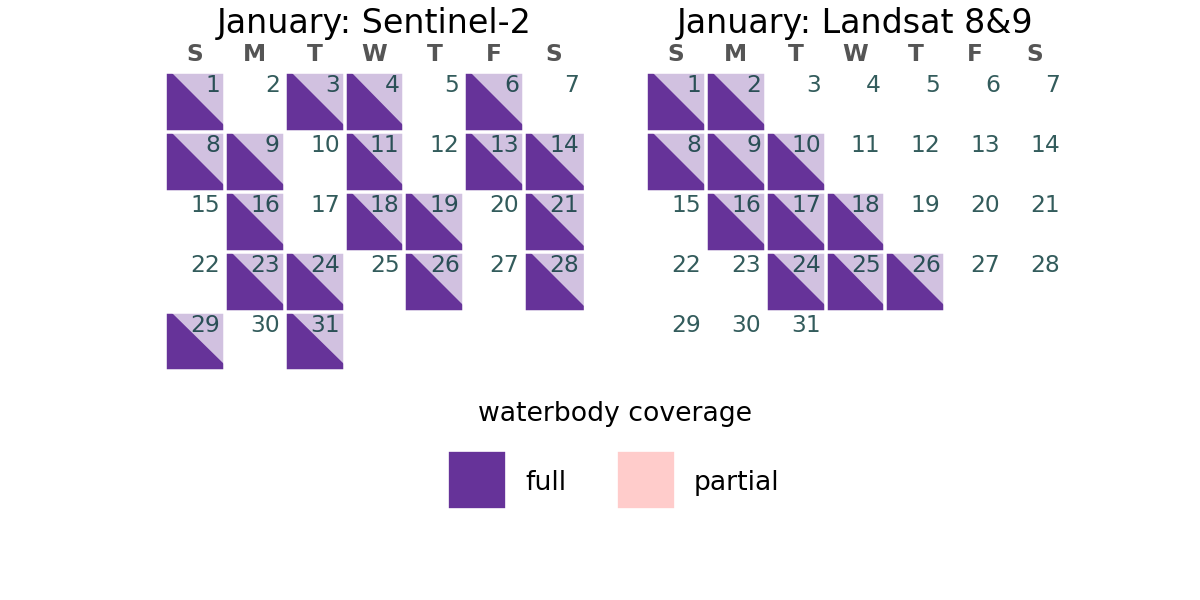 January: Sentinel-2
S M T W T F S
1 2 3 4 5 6 7
8 9 10 11 12 13 14
15 16 17 18 19 20 21
22 23 24 25 26 27 28
29 30 31
January: Landsat 8&9
S M T W T F S
1 2 3 4 5 6 7
8 9 10 11 12 13 14
15 16 17 18 19 20 21
22 23 24 25 26 27 28
29 30 31
waterbody coverage
full
partial